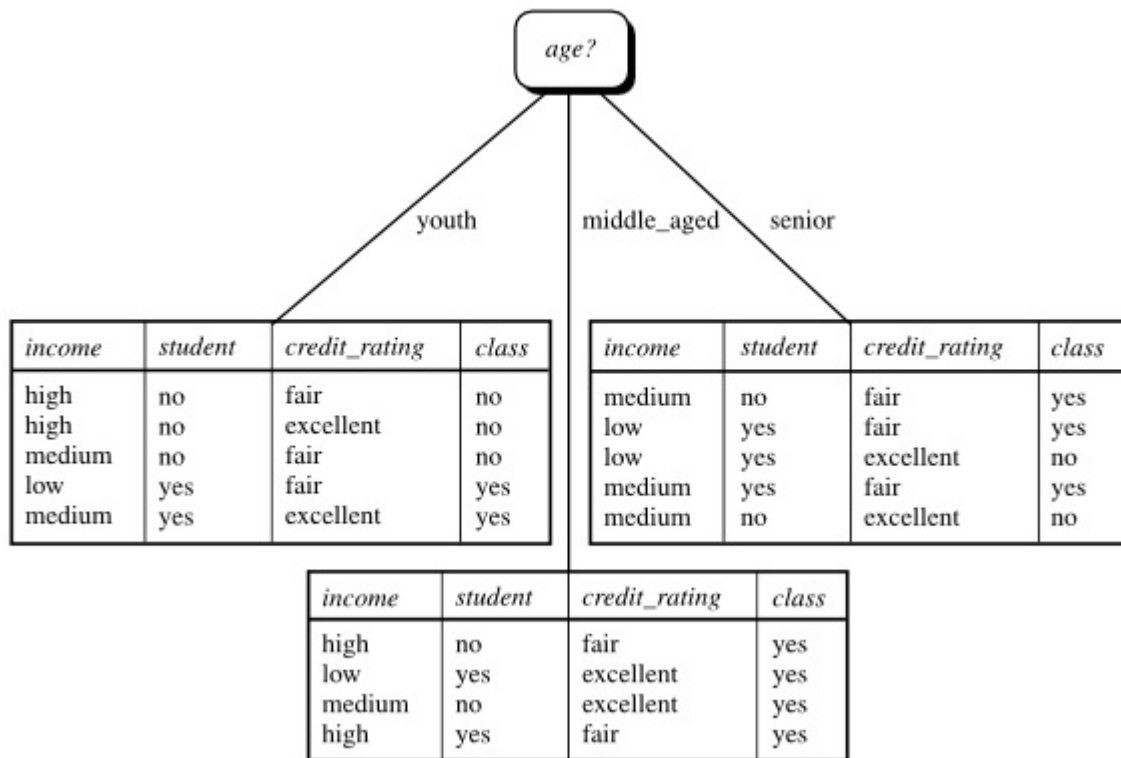 age?
youth middle_aged senior
income student credit_rating class
high no fair no
high no excellent no
medium no fair no
low yes fair yes
medium yes excellent yes
income student credit_rating class
medium no fair yes
low yes fair yes
low yes excellent no
medium yes fair yes
medium no excellent no
income student credit_rating class
high no fair yes
low yes excellent yes
medium no excellent yes
high yes fair yes